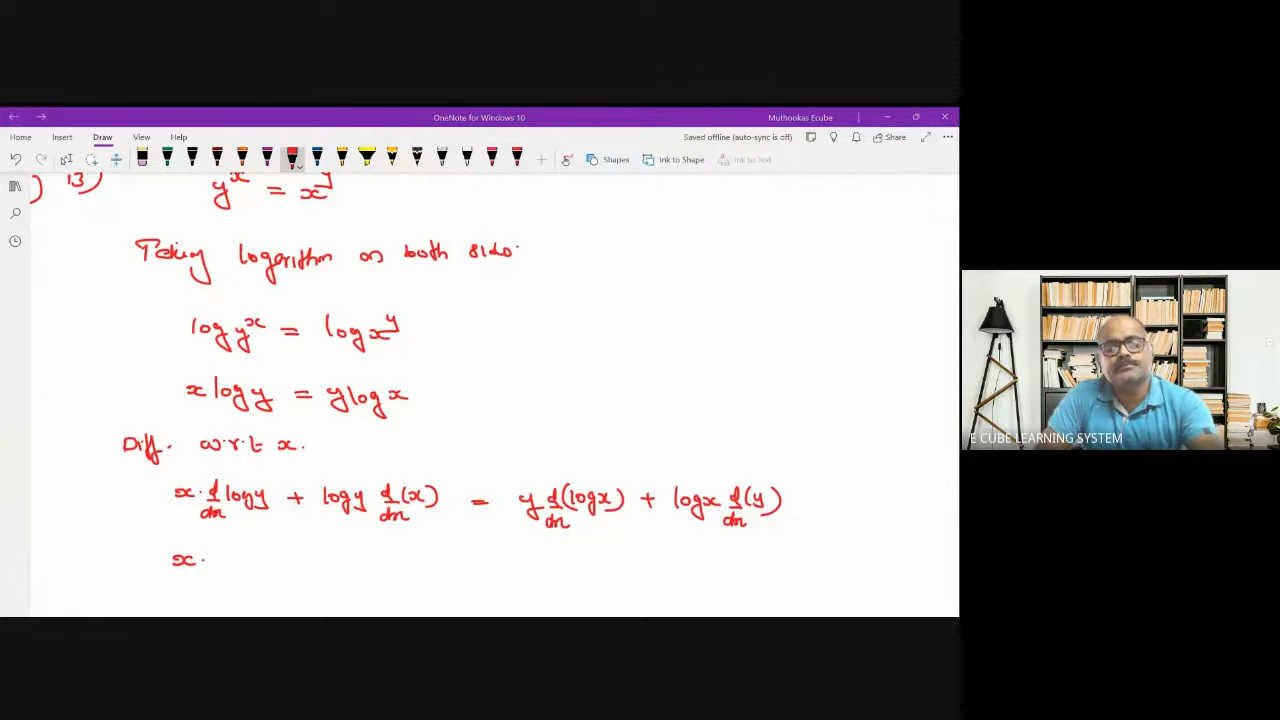 OneNote for Windows 10
Muthookas Ecube
Home Insert Draw View Help
Saved offline (auto-sync is off)
Share
Shapes
Ink to Shape
Ink to Text
) 13) y^x = x^y
Taking logarithm on both side.
log y^x = log x^y
x log y = y log x
Diff. w.r.t x.
x. d/dx log y + log y d/dx (x) = y d/dx (log x) + log x d/dx (y)
x.
E CUBE LEARNING SYSTEM